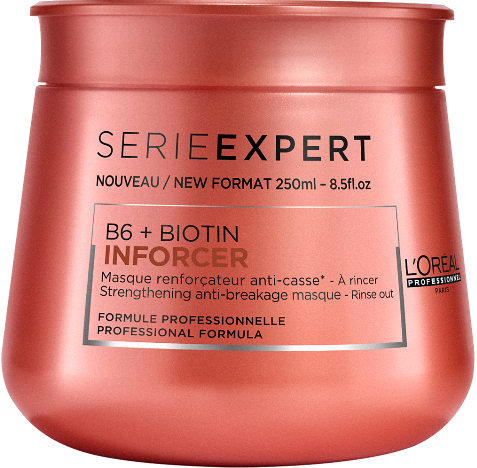 SERIEEXPERT
NOUVEAU / NEW FORMAT 250ml – 8.5fl.oz
B6 + BIOTIN
INFORCER
Masque renforçateur anti-casse* - À rincer
Strengthening anti-breakage masque - Rinse out
FORMULE PROFESSIONNELLE
PROFESSIONAL FORMULA
L'ORÉAL
PROFESSIONNEL
PARIS